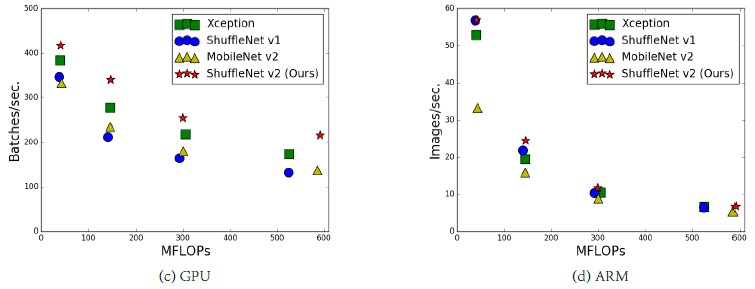 500
400
300
200
100
0
Batches/sec.
0 100 200 300 400 500 600
MFLOPs
Xception
ShuffleNet v1
MobileNet v2
ShuffleNet v2 (Ours)
(c) GPU
60
50
40
30
20
10
0
Images/sec.
0 100 200 300 400 500 600
MFLOPs
Xception
ShuffleNet v1
MobileNet v2
ShuffleNet v2 (Ours)
(d) ARM